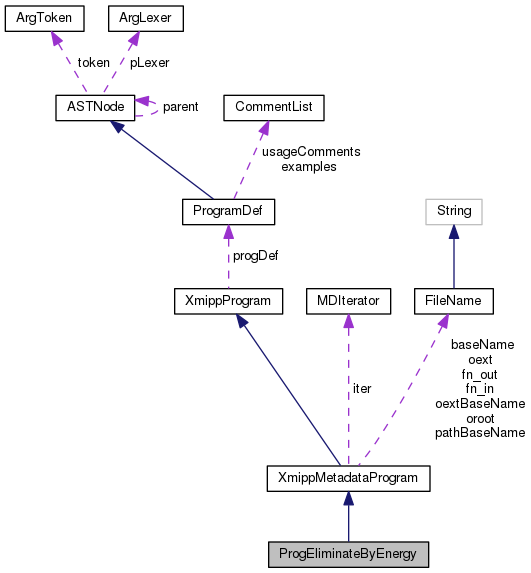 ArgToken
ArgLexer
token
pLexer
ASTNode
parent
CommentList
usageComments
examples
ProgramDef
String
progDef
XmippProgram
MDIterator
FileName
baseName
oext
fn_out
fn_in
oextBaseName
oroot
pathBaseName
iter
XmippMetadataProgram
ProgEliminateByEnergy